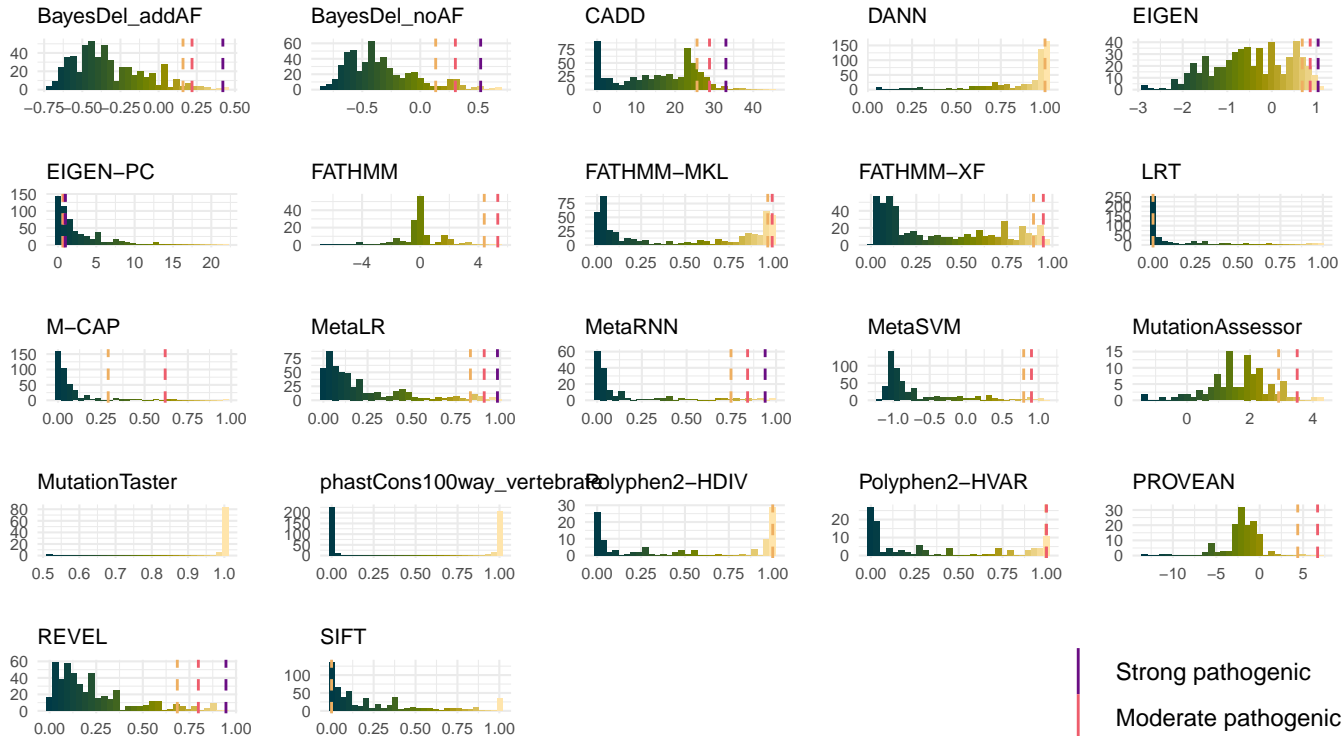 BayesDel_addAF BayesDel_noAF CADD DANN EIGEN
40 20 0 60 40 20 0 75 50 25 0 150 100 50 0 40 30 20 10 0
−0.75 −0.50 −0.25 0.00 0.25 0.50 −0.5 0.0 0.5 0 10 20 30 40 0.00 0.25 0.50 0.75 1.00 −3 −2 −1 0 1
EIGEN−PC FATHMM FATHMM−MKL FATHMM−XF LRT
150 100 50 0 40 20 0 75 50 25 0 40 20 0 250 200 150 100 50 0
0 5 10 15 20 −4 0 4 0.00 0.25 0.50 0.75 1.00 0.00 0.25 0.50 0.75 1.00 0.00 0.25 0.50 0.75 1.00
M−CAP MetaLR MetaRNN MetaSVM MutationAssessor
150 100 50 0 75 50 25 0 60 40 20 0 100 50 0 15 10 5 0
0.00 0.25 0.50 0.75 1.00 0.00 0.25 0.50 0.75 1.00 0.00 0.25 0.50 0.75 1.00 −1.0 0.0 0.5 1.0 0 2 4
MutationTaster phastCons100way_vertebrate Polyphen2−HDIV Polyphen2−HVAR PROVEAN
80 60 40 20 0 200 150 100 50 0 30 20 10 0 20 10 0 30 20 10 0
0.5 0.6 0.7 0.8 0.9 1.0 0.00 0.25 0.50 0.75 1.00 0.00 0.25 0.50 0.75 1.00 0.00 0.25 0.50 0.75 1.00 −10 −5 0 5
REVEL SIFT
60 40 20 0 100 50 0
0.00 0.25 0.50 0.75 1.00 0.00 0.25 0.50 0.75 1.00
Strong pathogenic
Moderate pathogenic